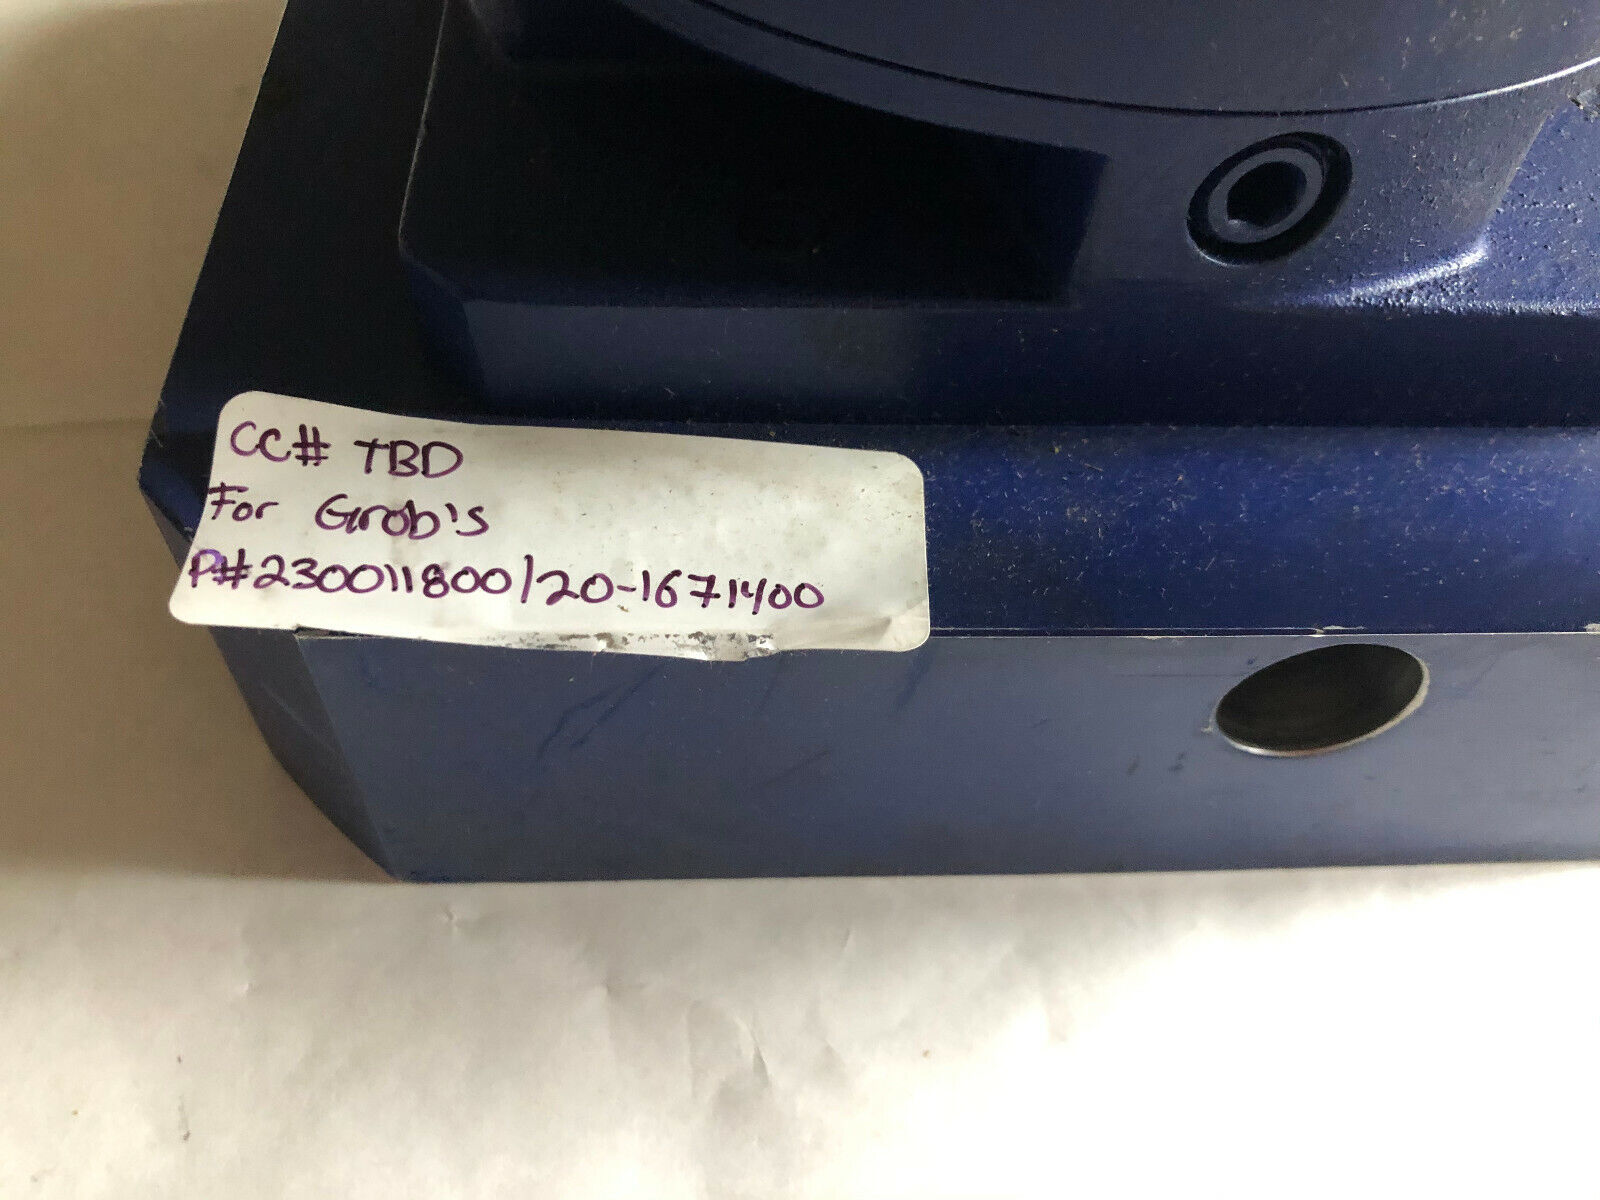 CC# TBD
For Grob's
P#230011800/20-1671400